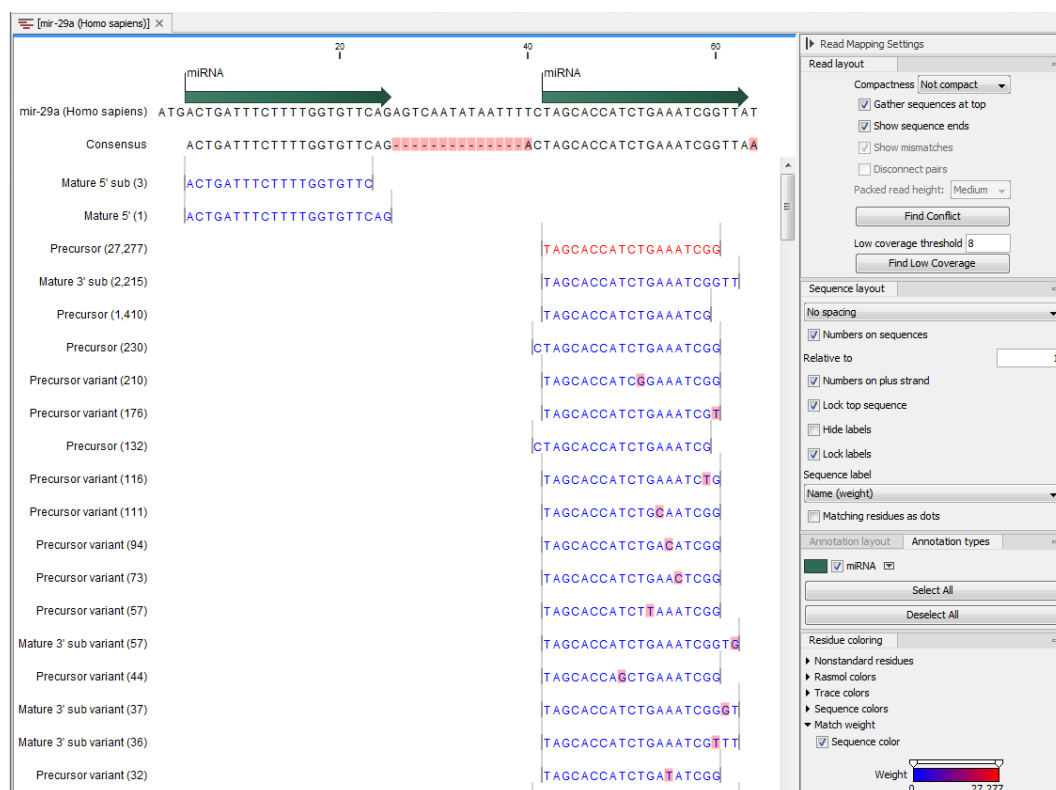 [mir-29a (Homo sapiens)]
20 40 60
miRNA miRNA
mir-29a (Homo sapiens) ATGACTGATTTCTTTTGGTGTTCAGAGTCAATATAATTTTCTAGCACCATCTGAAATCGGTTAT
Consensus ACTGATTTCTTTTGGTGTTCAG---------------ACTAGCACCATCTGAAATCGGTTAA
Mature 5' sub (3) ACTGATTTCTTTTGGTGTTC
Mature 5' (1) ACTGATTTCTTTTGGTGTTCAG
Precursor (27,277) TAGCACCATCTGAAATCGG
Mature 3' sub (2,215) TAGCACCATCTGAAATCGGTT
Precursor (1,410) TAGCACCATCTGAAATCG
Precursor (230) CTAGCACCATCTGAAATCGG
Precursor variant (210) TAGCACCATCGGAAATCGG
Precursor variant (176) TAGCACCATCTGAAATCGT
Precursor (132) CTAGCACCATCTGAAATCG
Precursor variant (116) TAGCACCATCTGAAATCTG
Precursor variant (111) TAGCACCATCTGCAATCGG
Precursor variant (94) TAGCACCATCTGACATCGG
Precursor variant (73) TAGCACCATCTGAACTCGG
Precursor variant (57) TAGCACCATCTTAAATCGG
Mature 3' sub variant (57) TAGCACCATCTGAAATCGGTG
Precursor variant (44) TAGCACCAGCTGAAATCGG
Mature 3' sub variant (37) TAGCACCATCTGAAATCGGGT
Mature 3' sub variant (36) TAGCACCATCTGAAATCGTTT
Precursor variant (32) TAGCACCATCTGATATCGG
Read Mapping Settings
Read layout
Compactness Not compact
Gather sequences at top
Show sequence ends
Show mismatches
Disconnect pairs
Packed read height: Medium
Find Conflict
Low coverage threshold 8
Find Low Coverage
Sequence layout
No spacing
Numbers on sequences
Relative to 1
Numbers on plus strand
Lock top sequence
Hide labels
Lock labels
Sequence label
Name (weight)
Matching residues as dots
Annotation layout Annotation types
miRNA
Select All
Deselect All
Residue coloring
Nonstandard residues
Rasmol colors
Trace colors
Sequence colors
Match weight
Sequence color
Weight
0 27,277